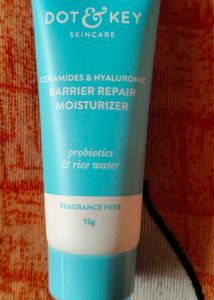 DOT & KEY
SKINCARE
CERAMIDES & HYALURONIC
BARRIER REPAIR
MOISTURIZER
probiotics
& rice water
FRAGRANCE FREE
15g